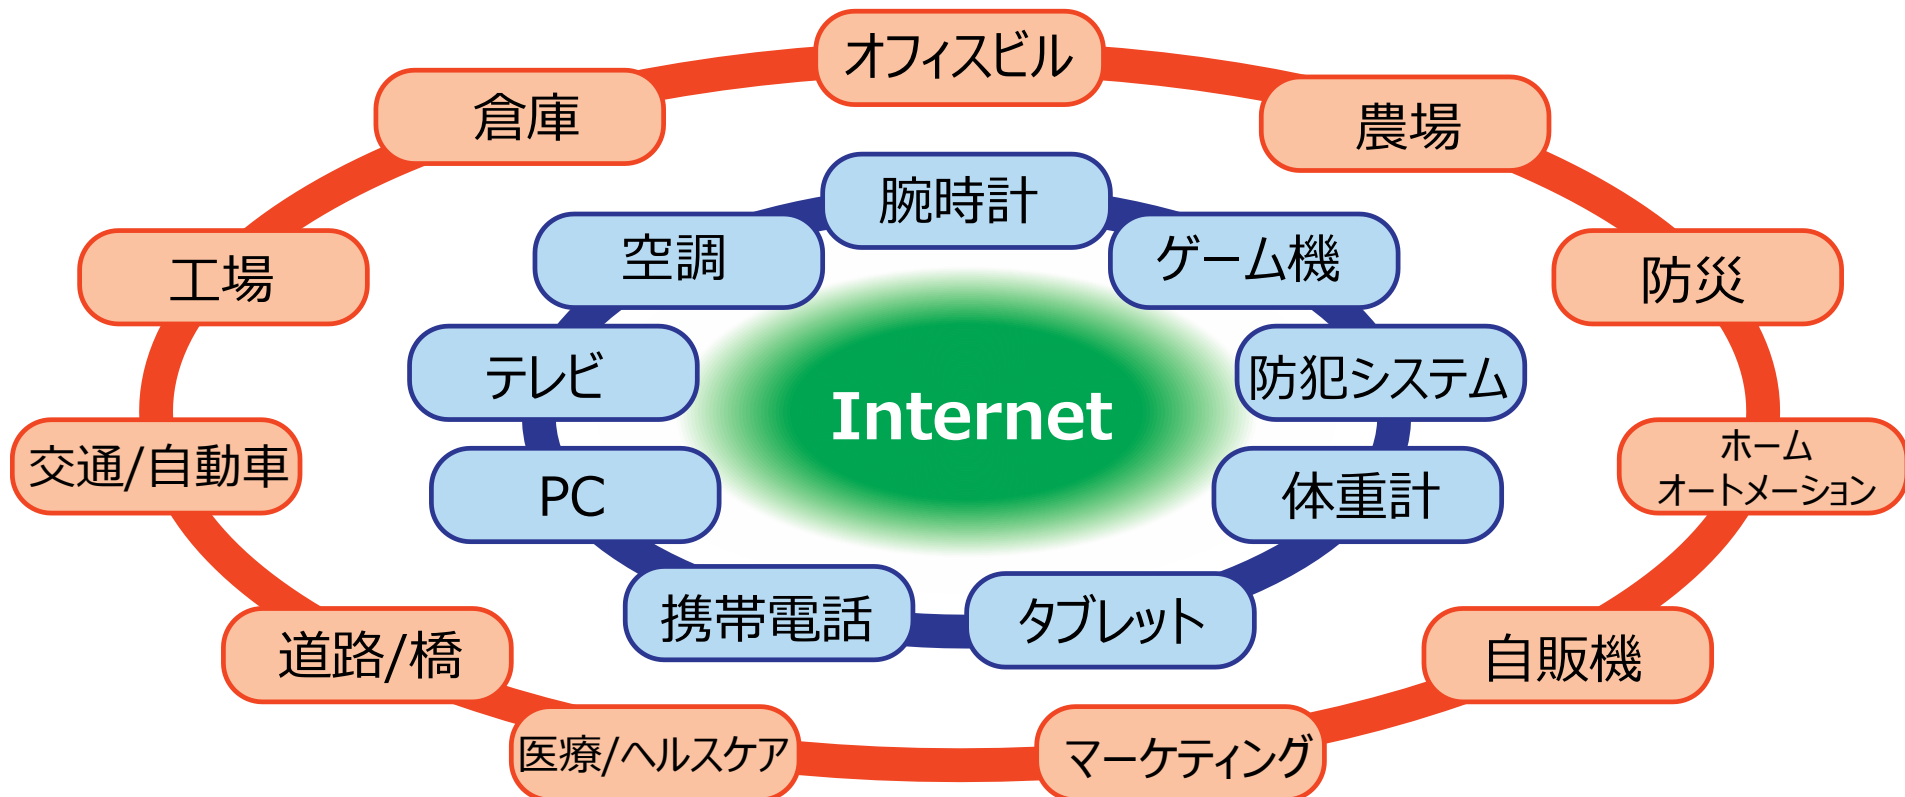 オフィスビル
倉庫
農場
腕時計
空調
ゲーム機
工場
防災
テレビ
防犯システム
Internet
交通/自動車
ホーム
オートメーション
PC
体重計
携帯電話
タブレット
道路/橋
自販機
医療/ヘルスケア
マーケティング